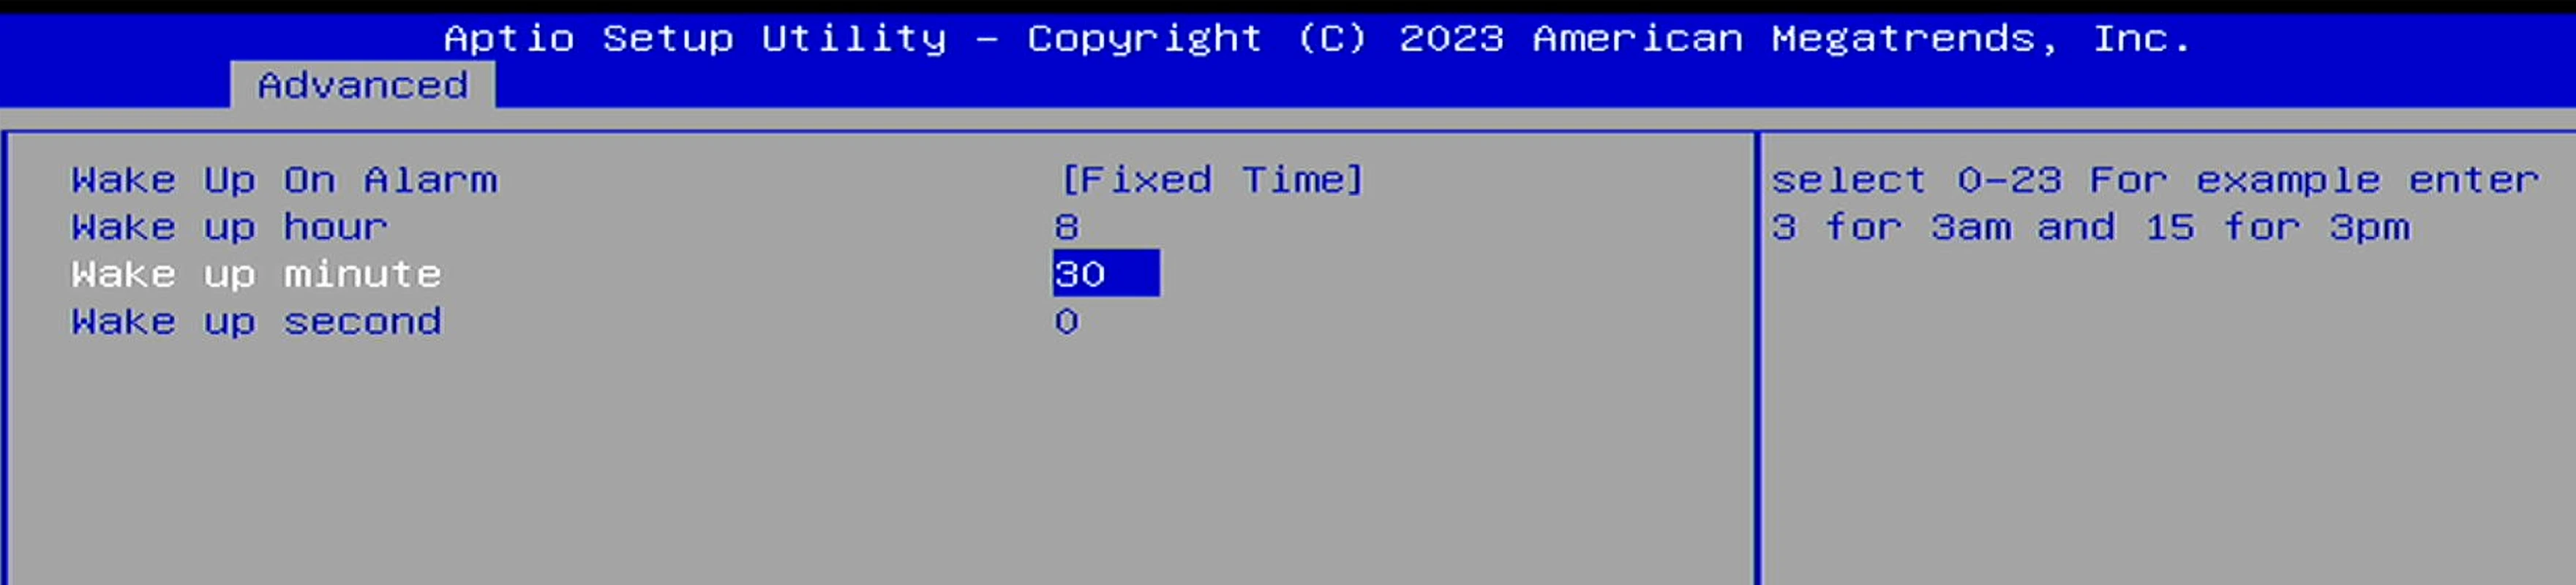 Aptio Setup Utility – Copyright (C) 2023 American Megatrends, Inc.
Advanced
Wake Up On Alarm [Fixed Time]
Wake up hour 8
Wake up minute 30
Wake up second 0
select 0–23 For example enter
3 for 3am and 15 for 3pm